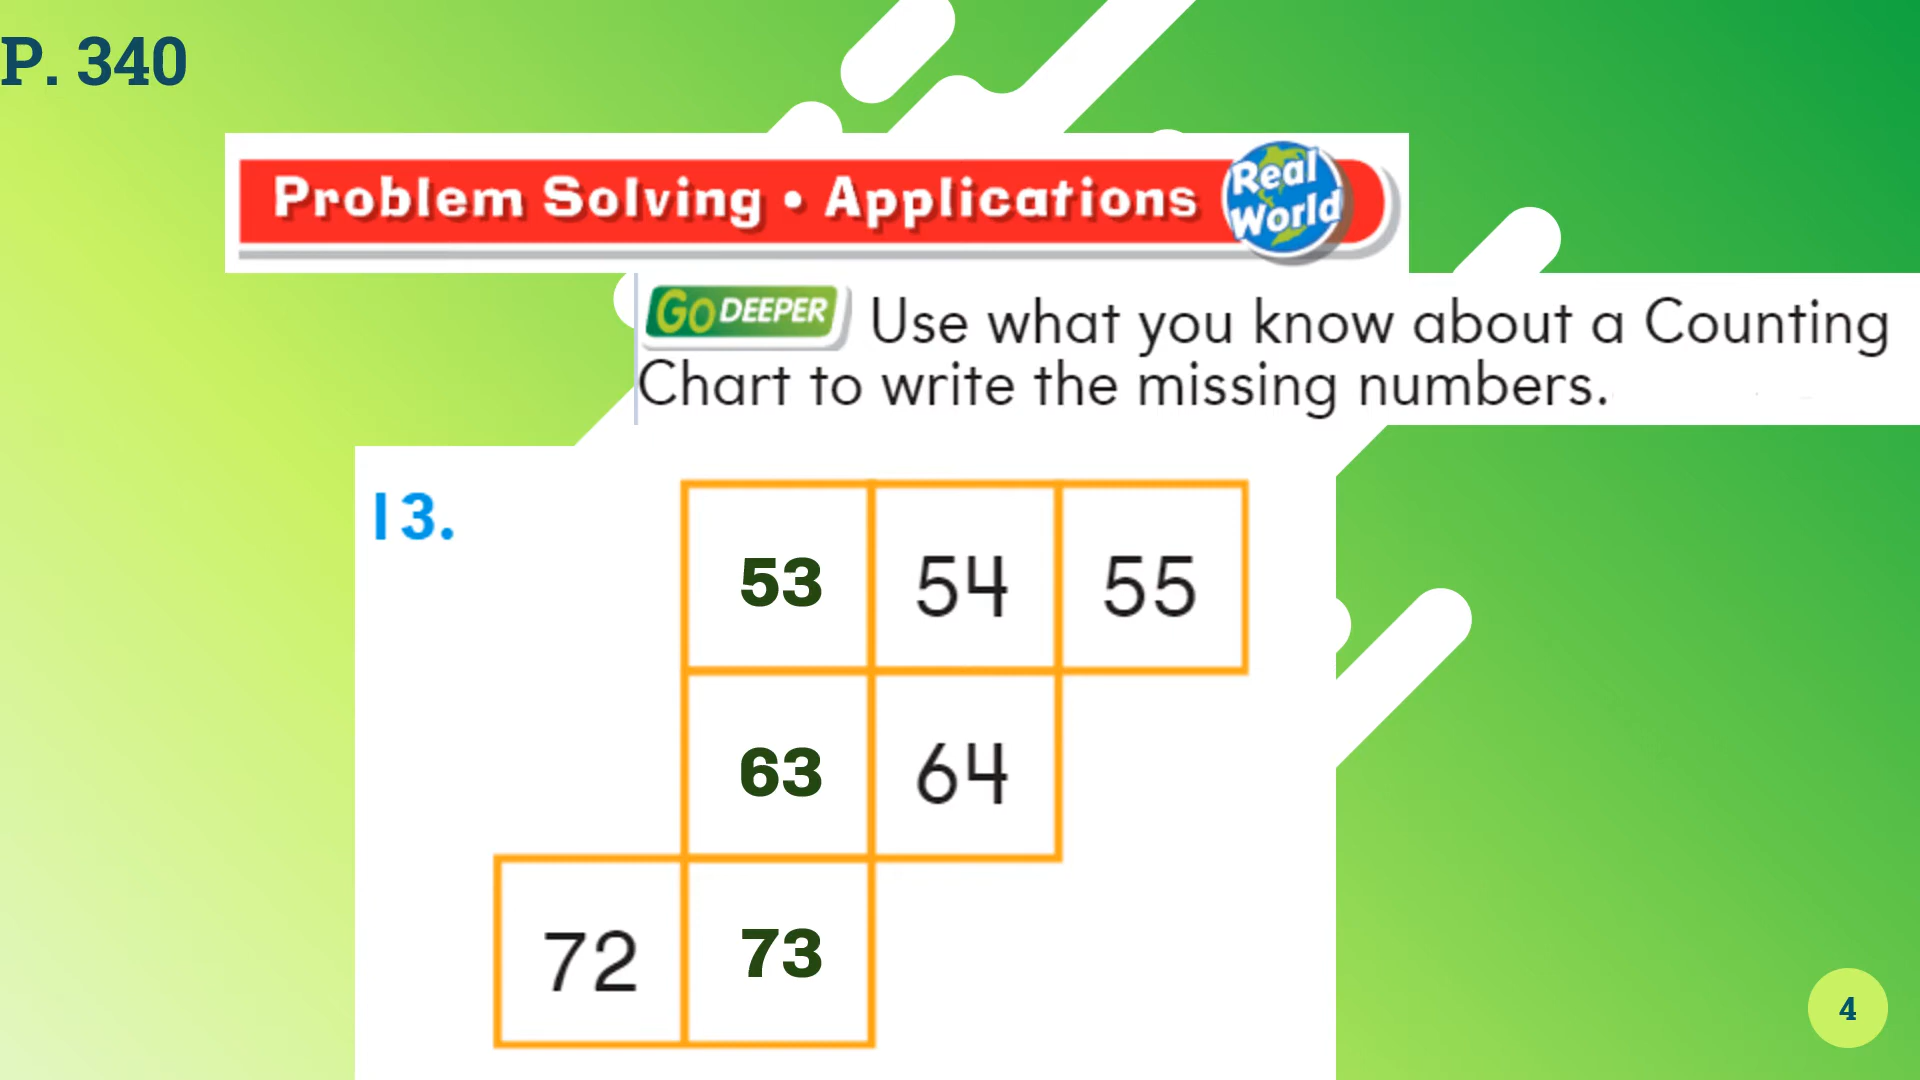 P. 340
Problem Solving • Applications
Real
World
GO DEEPER Use what you know about a Counting
Chart to write the missing numbers.
13.
53 54 55
63 64
72 73
4